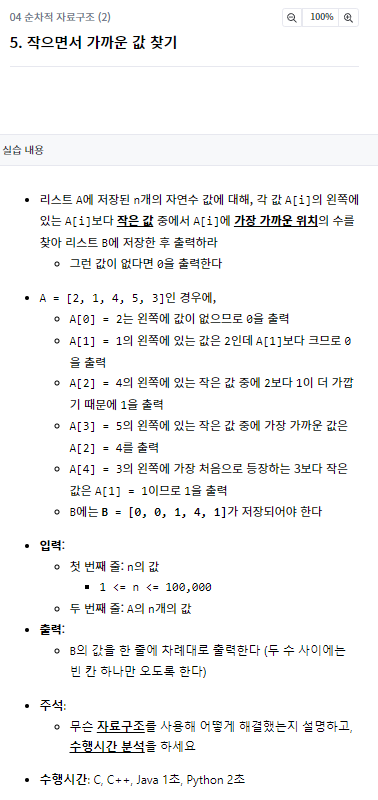 04 순차적 자료구조 (2)
100%
5. 작으면서 가까운 값 찾기
실습 내용
리스트 A에 저장된 n개의 자연수 값에 대해, 각 값 A[i]의 왼쪽에
있는 A[i]보다 작은 값 중에서 A[i]에 가장 가까운 위치의 수를
찾아 리스트 B에 저장한 후 출력하라
그런 값이 없다면 0을 출력한다
A = [2, 1, 4, 5, 3]인 경우에,
A[0] = 2는 왼쪽에 값이 없으므로 0을 출력
A[1] = 1의 왼쪽에 있는 값은 2인데 A[1]보다 크므로 0
을 출력
A[2] = 4의 왼쪽에 있는 작은 값 중에 2보다 1이 더 가깝
기 때문에 1을 출력
A[3] = 5의 왼쪽에 있는 작은 값 중에 가장 가까운 값은
A[2] = 4를 출력
A[4] = 3의 왼쪽에 가장 처음으로 등장하는 3보다 작은
값은 A[1] = 1이므로 1을 출력
B에는 B = [0, 0, 1, 4, 1]가 저장되어야 한다
입력:
첫 번째 줄: n의 값
1 <= n <= 100,000
두 번째 줄: A의 n개의 값
출력:
B의 값을 한 줄에 차례대로 출력한다 (두 수 사이에는
빈 칸 하나만 오도록 한다)
주석:
무슨 자료구조를 사용해 어떻게 해결했는지 설명하고,
수행시간 분석을 하세요
수행시간: C, C++, Java 1초, Python 2초